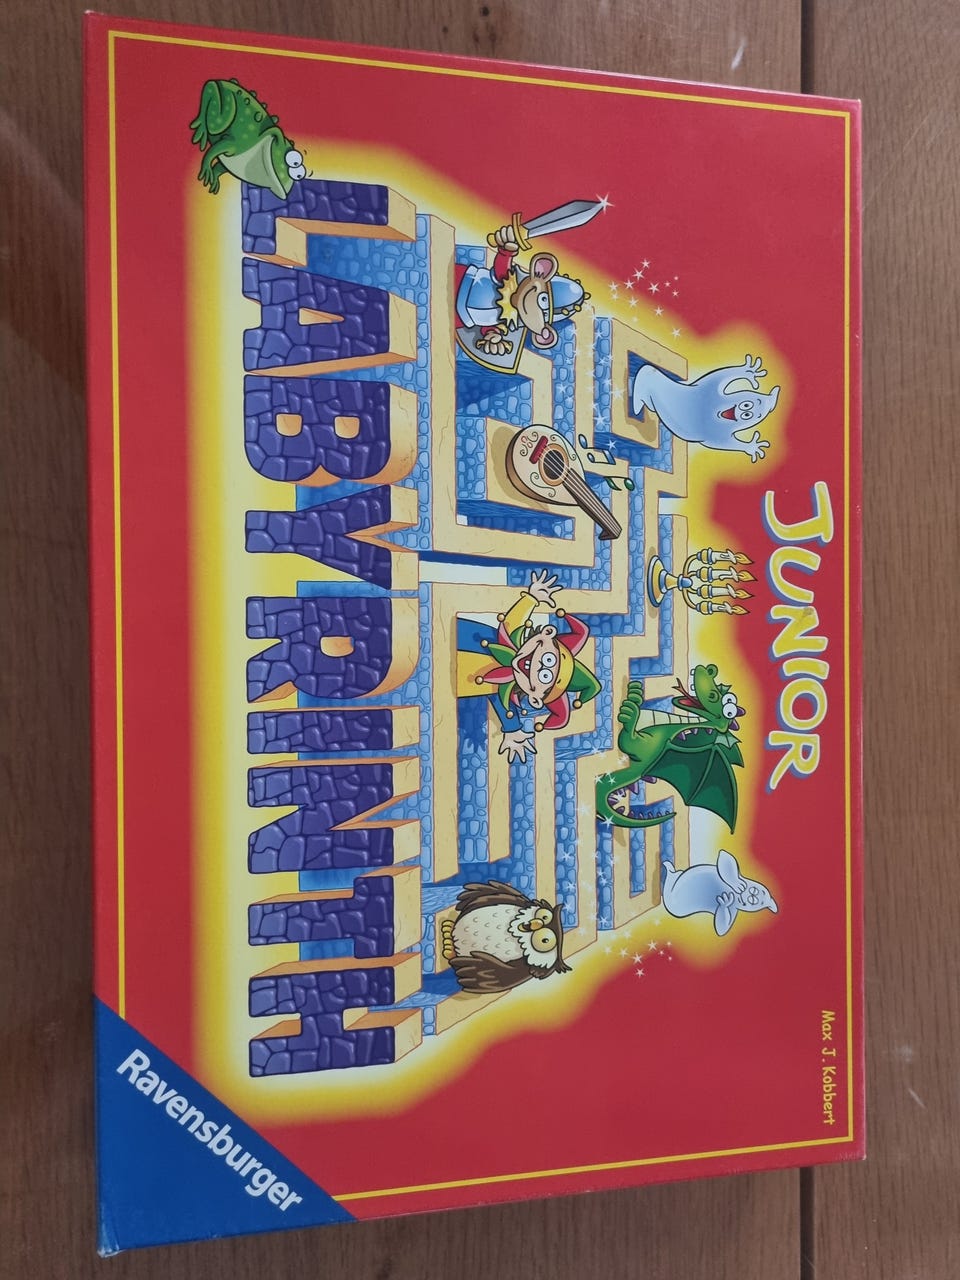 Max J. Kobbert
JUNIOR
LABYRINTH
Ravensburger